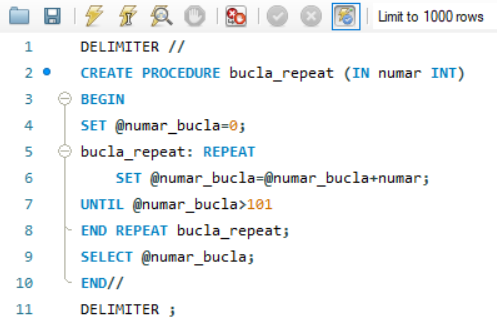 Limit to 1000 rows
1 DELIMITER //
2 CREATE PROCEDURE bucla_repeat (IN numar INT)
3 BEGIN
4 SET @numar_bucla=0;
5 bucla_repeat: REPEAT
6 SET @numar_bucla=@numar_bucla+numar;
7 UNTIL @numar_bucla>101
8 END REPEAT bucla_repeat;
9 SELECT @numar_bucla;
10 END//
11 DELIMITER ;